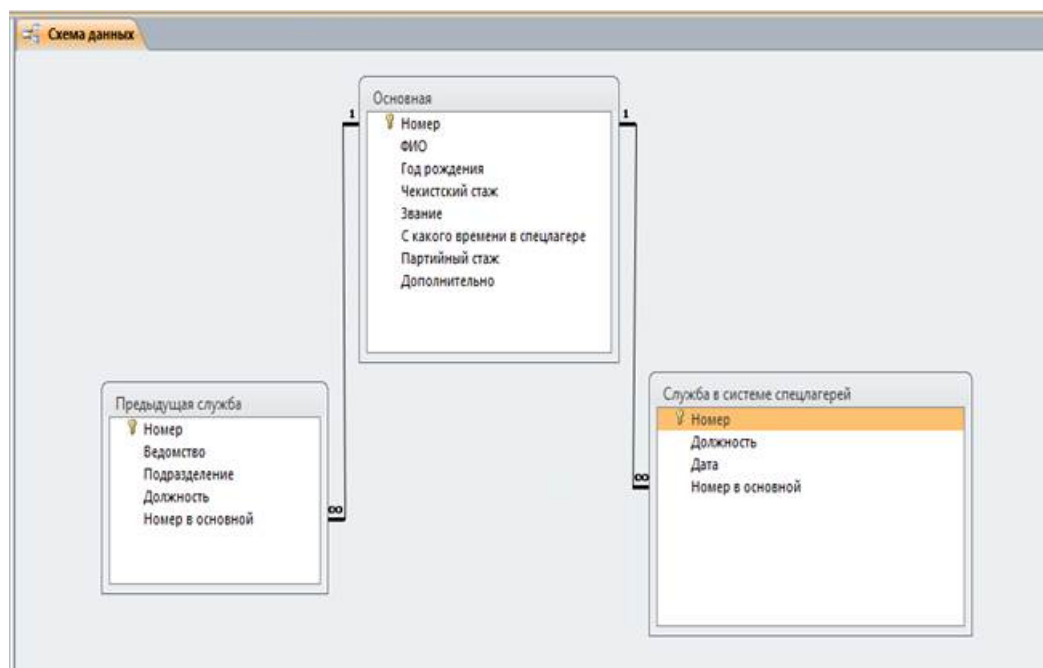 Схема данных
Основная
1
1
Номер
ФИО
Год рождения
Чекистский стаж
Звание
С какого времени в спецлагере
Партийный стаж
Дополнительно
Предыдущая служба
Номер
Ведомство
Подразделение
Должность
Номер в основной
∞
Служба в системе спецлагерей
Номер
Должность
Дата
Номер в основной
∞